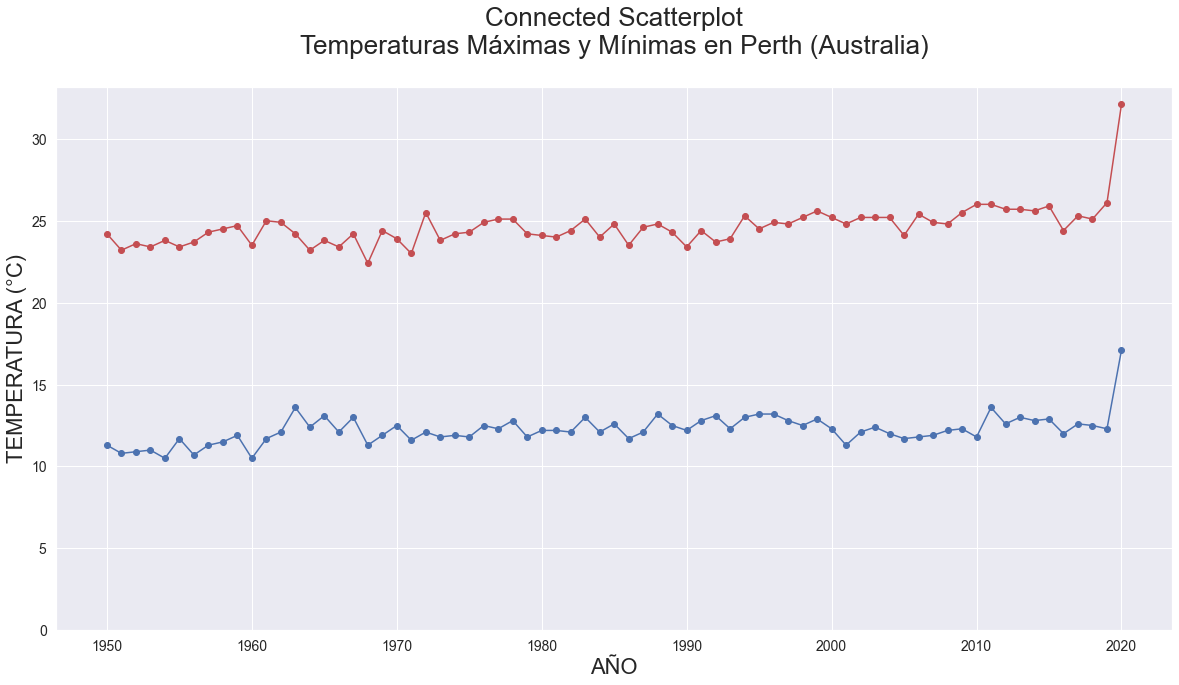 Connected Scatterplot
Temperaturas Máximas y Mínimas en Perth (Australia)
TEMPERATURA (°C)
30
25
20
15
10
5
0
1950 1960 1970 1980 1990 2000 2010 2020
AÑO